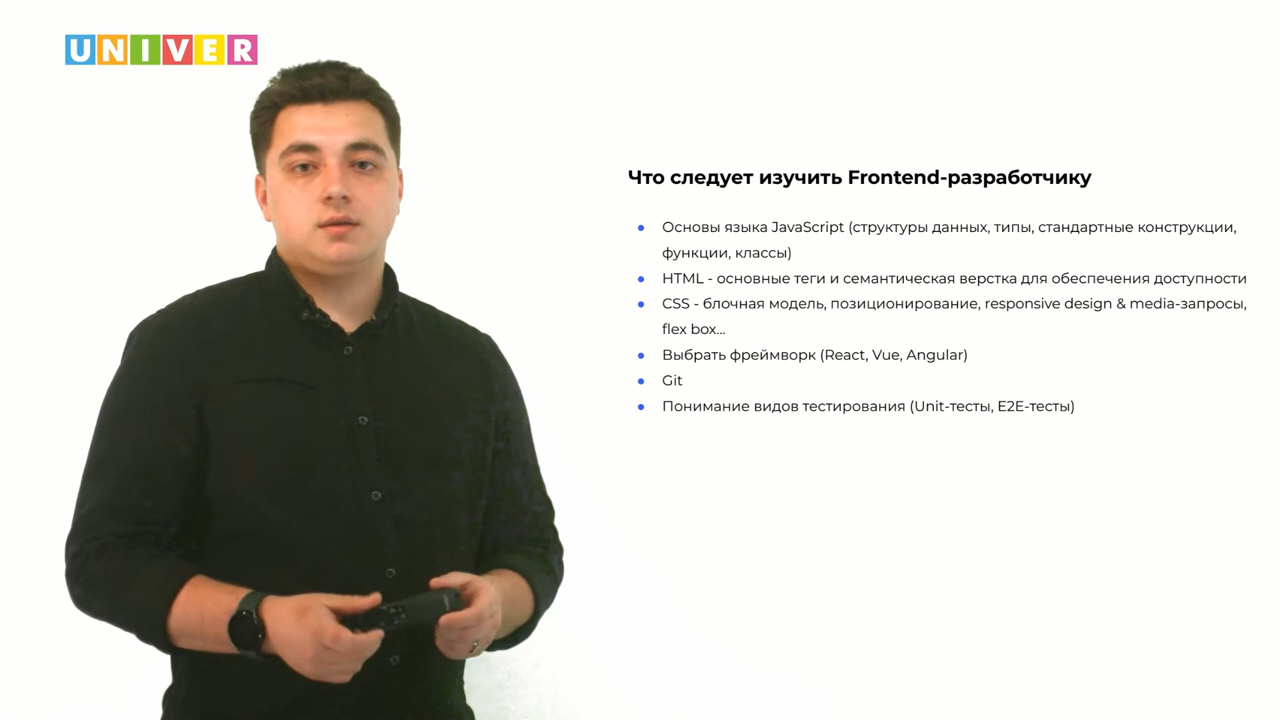 UNIVER
Что следует изучить Frontend-разработчику
Основы языка JavaScript (структуры данных, типы, стандартные конструкции,
функции, классы)
HTML - основные теги и семантическая верстка для обеспечения доступности
CSS - блочная модель, позиционирование, responsive design & media-запросы,
flex box...
Выбрать фреймворк (React, Vue, Angular)
Git
Понимание видов тестирования (Unit-тесты, E2E-тесты)